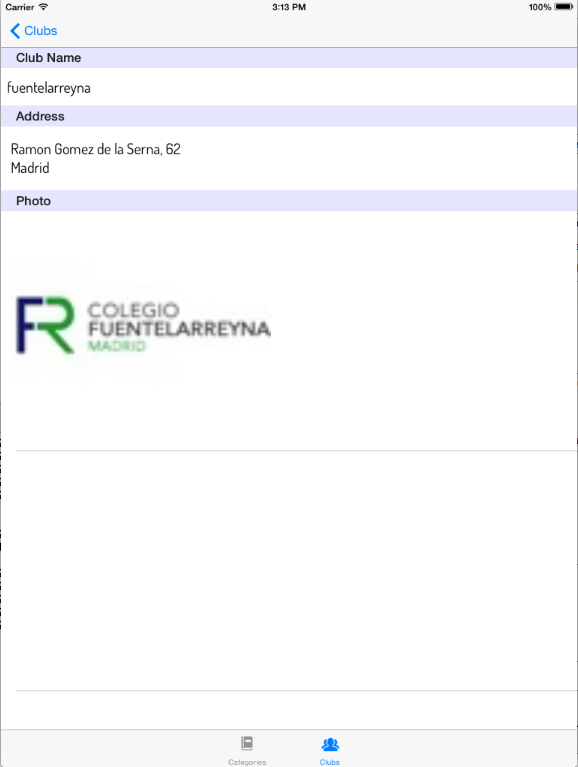 Carrier 3:13 PM 100%
Clubs
Club Name
fuentelarreyna
Address
Ramon Gomez de la Serna, 62
Madrid
Photo
FR
COLEGIO
FUENTELARREYNA
MADRID
Categories Clubs